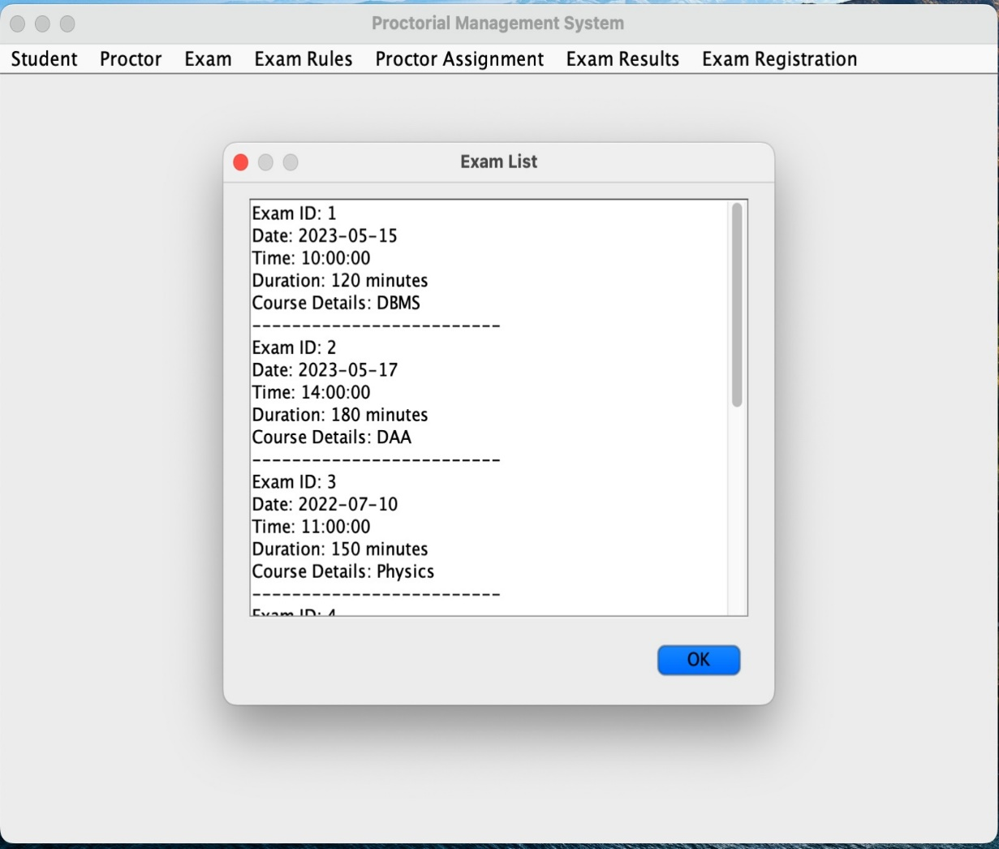 Proctorial Management System
Student Proctor Exam Exam Rules Proctor Assignment Exam Results Exam Registration
Exam List
Exam ID: 1
Date: 2023-05-15
Time: 10:00:00
Duration: 120 minutes
Course Details: DBMS
-------------------------
Exam ID: 2
Date: 2023-05-17
Time: 14:00:00
Duration: 180 minutes
Course Details: DAA
-------------------------
Exam ID: 3
Date: 2022-07-10
Time: 11:00:00
Duration: 150 minutes
Course Details: Physics
-------------------------
Exam ID: 4
OK